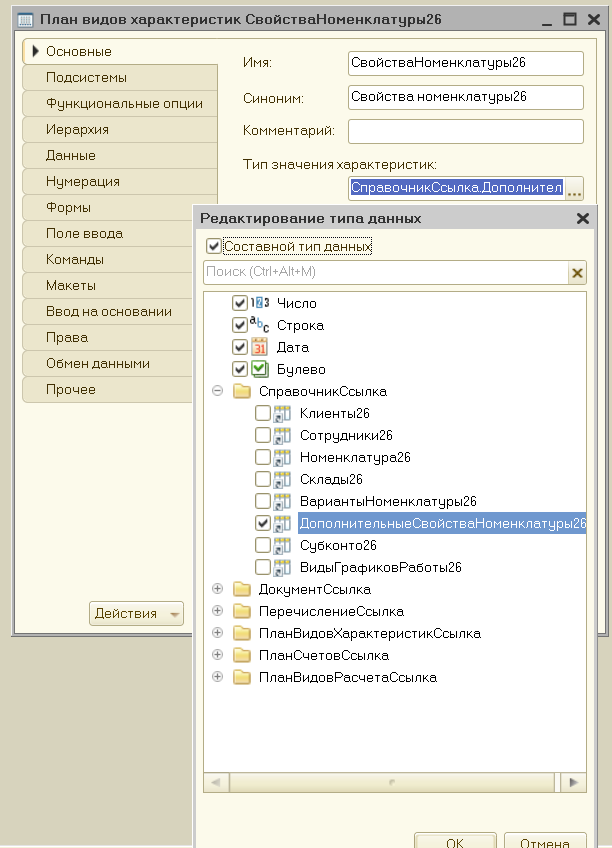 План видов характеристик СвойстваНоменклатуры26
Основные
Подсистемы
Функциональные опции
Иерархия
Данные
Нумерация
Формы
Поле ввода
Команды
Макеты
Ввод на основании
Права
Обмен данными
Прочее
Действия
Имя: СвойстваНоменклатуры26
Синоним: Свойства номенклатуры26
Комментарий:
Тип значения характеристик:
СправочникСсылка.Дополнител ...
Редактирование типа данных
Составной тип данных
Поиск (Ctrl+Alt+M)
123 Число
abc Строка
31 Дата
Булево
СправочникСсылка
Клиенты26
Сотрудники26
Номенклатура26
Склады26
ВариантыНоменклатуры26
ДополнительныеСвойстваНоменклатуры26
Субконто26
ВидыГрафиковРаботы26
ДокументСсылка
ПеречислениеСсылка
ПланВидовХарактеристикСсылка
ПланСчетовСсылка
ПланВидовРасчетаСсылка
OK Отмена